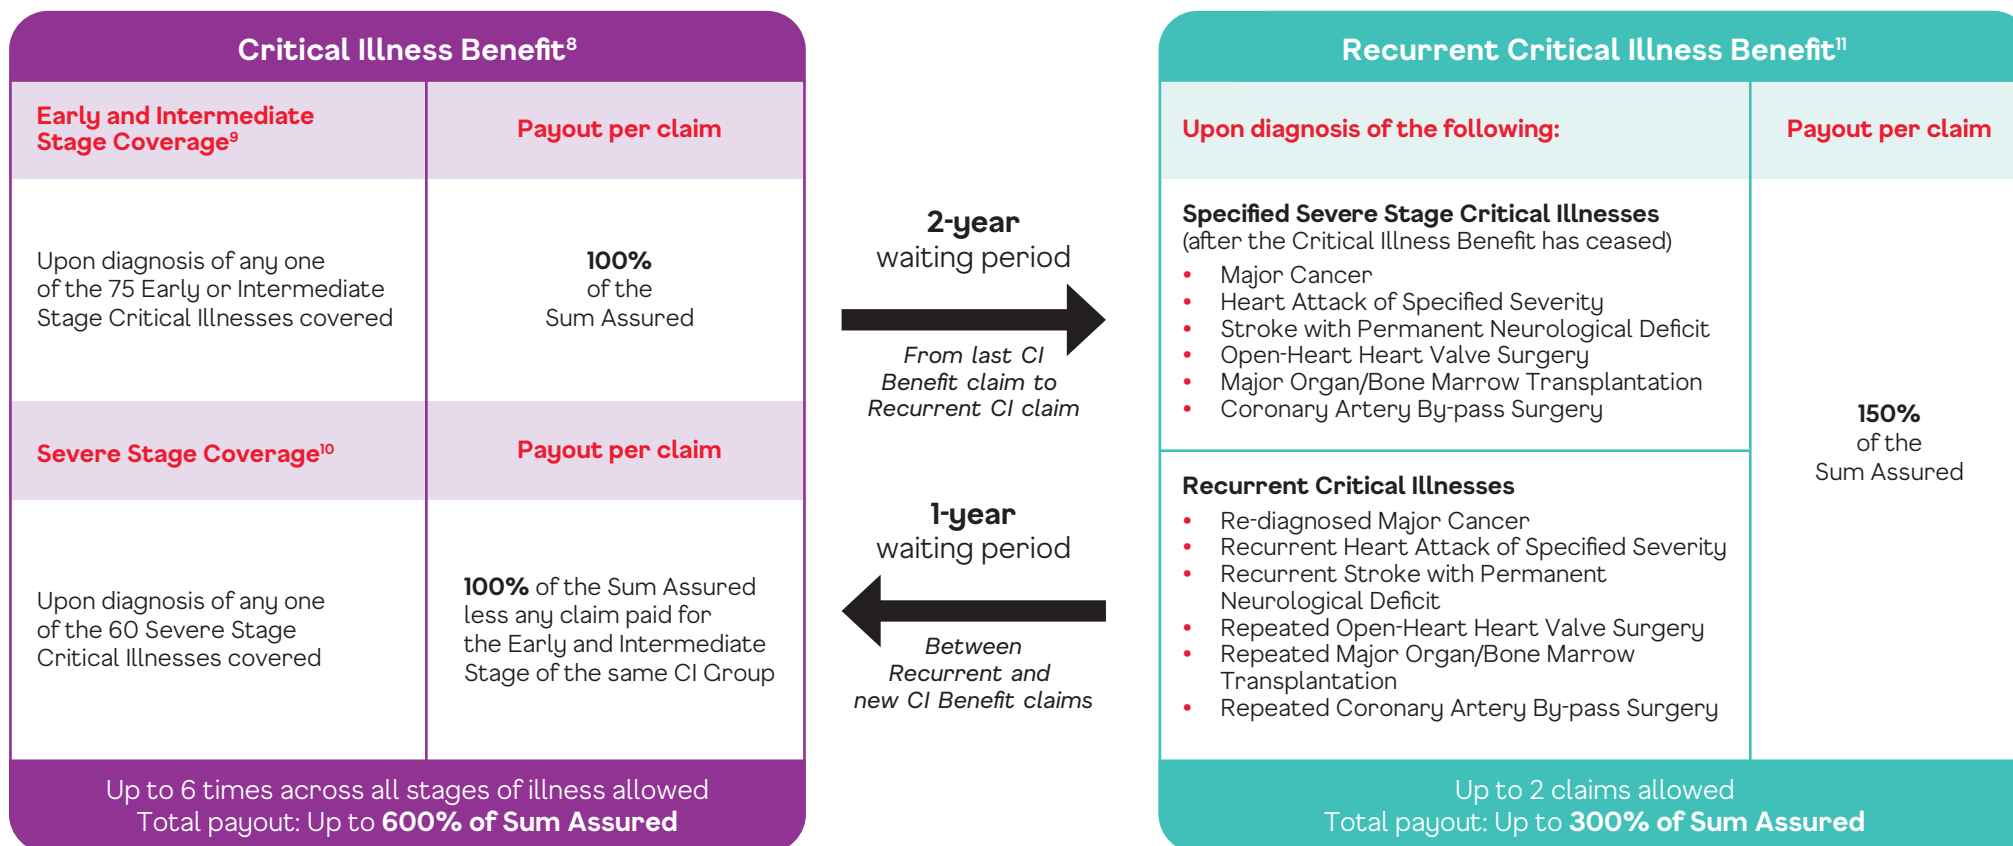 Critical Illness Benefit⁸
Early and Intermediate
Stage Coverage⁹
Payout per claim
Upon diagnosis of any one
of the 75 Early or Intermediate
Stage Critical Illnesses covered
100%
of the
Sum Assured
Severe Stage Coverage¹⁰
Payout per claim
Upon diagnosis of any one
of the 60 Severe Stage
Critical Illnesses covered
100% of the Sum Assured
less any claim paid for
the Early and Intermediate
Stage of the same CI Group
Up to 6 times across all stages of illness allowed
Total payout: Up to 600% of Sum Assured
2-year
waiting period
From last CI
Benefit claim to
Recurrent CI claim
1-year
waiting period
Between
Recurrent and
new CI Benefit claims
Recurrent Critical Illness Benefit¹¹
Upon diagnosis of the following:
Payout per claim
Specified Severe Stage Critical Illnesses
(after the Critical Illness Benefit has ceased)
• Major Cancer
• Heart Attack of Specified Severity
• Stroke with Permanent Neurological Deficit
• Open-Heart Heart Valve Surgery
• Major Organ/Bone Marrow Transplantation
• Coronary Artery By-pass Surgery
Recurrent Critical Illnesses
• Re-diagnosed Major Cancer
• Recurrent Heart Attack of Specified Severity
• Recurrent Stroke with Permanent
Neurological Deficit
• Repeated Open-Heart Heart Valve Surgery
• Repeated Major Organ/Bone Marrow
Transplantation
• Repeated Coronary Artery By-pass Surgery
150%
of the
Sum Assured
Up to 2 claims allowed
Total payout: Up to 300% of Sum Assured